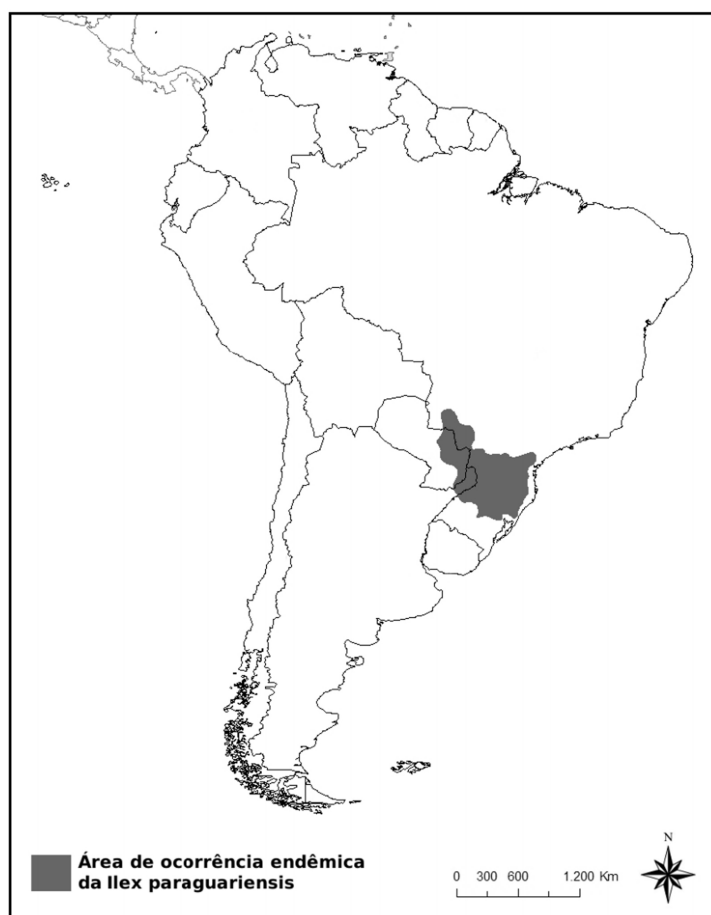 Área de ocorrência endêmica
da Ilex paraguariensis
0 300 600 1.200 Km
N